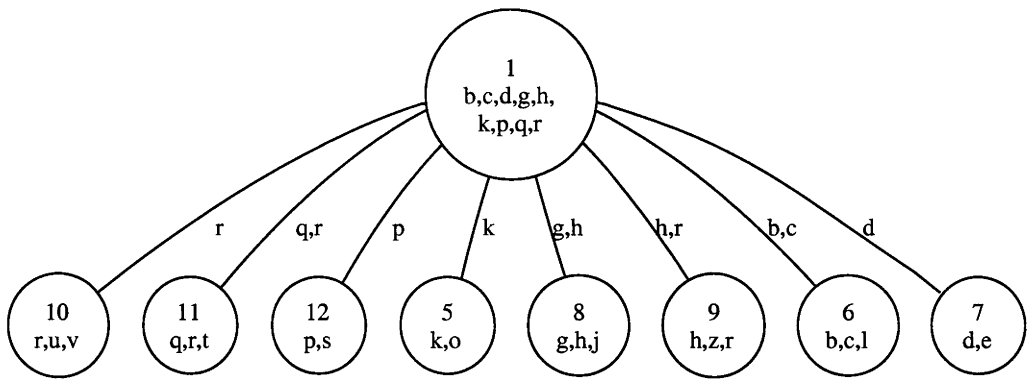 1
b,c,d,g,h,
k,p,q,r
r
q,r
p
k
g,h
h,r
b,c
d
10
r,u,v
11
q,r,t
12
p,s
5
k,o
8
g,h,j
9
h,z,r
6
b,c,l
7
d,e